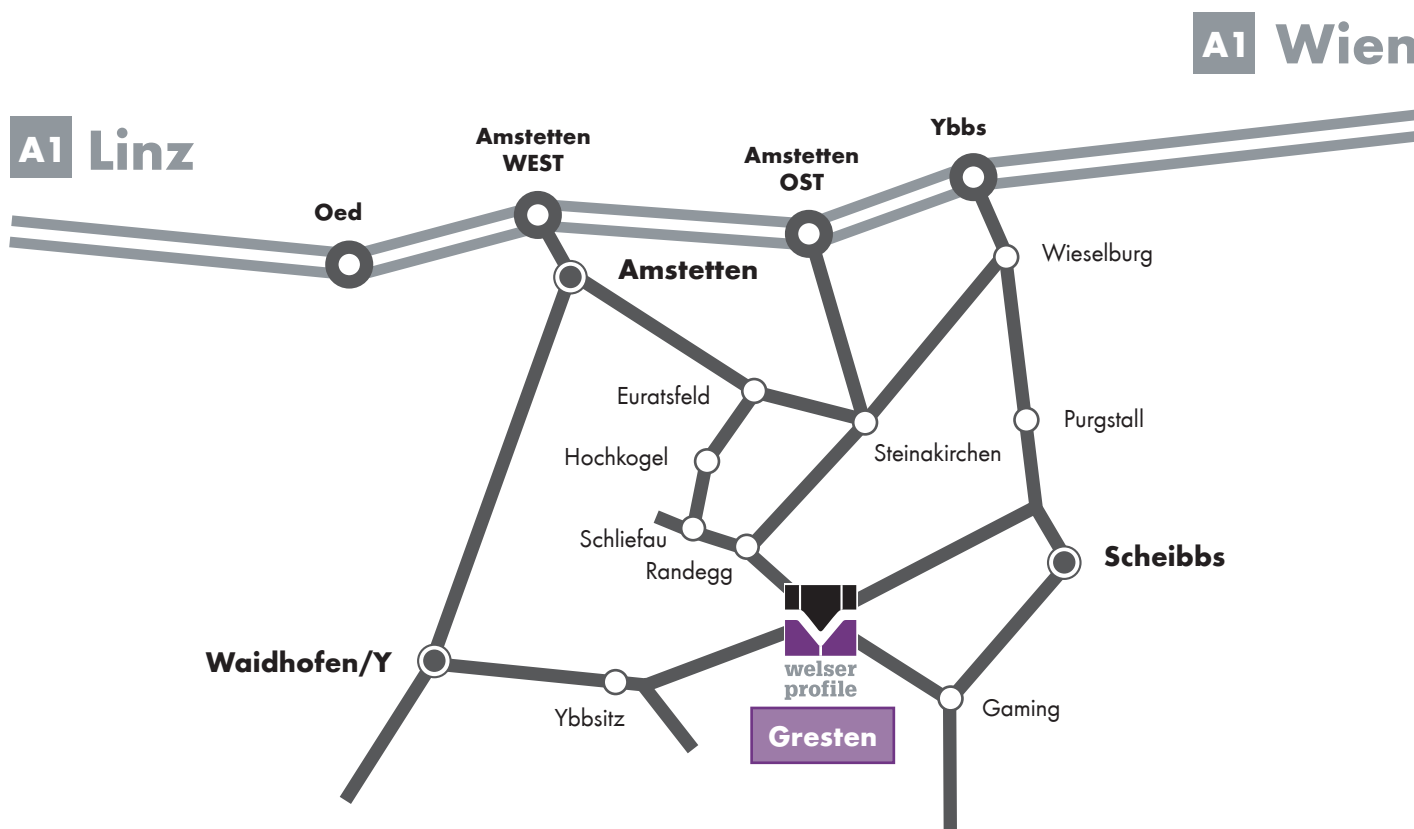 A1 Wien
A1 Linz
Ybbs
Amstetten
WEST
Amstetten
OST
Oed
Wieselburg
Amstetten
Euratsfeld
Purgstall
Hochkogel
Steinakirchen
Schliefau
Randegg
Scheibbs
Waidhofen/Y
welser
profile
Ybbsitz
Gaming
Gresten